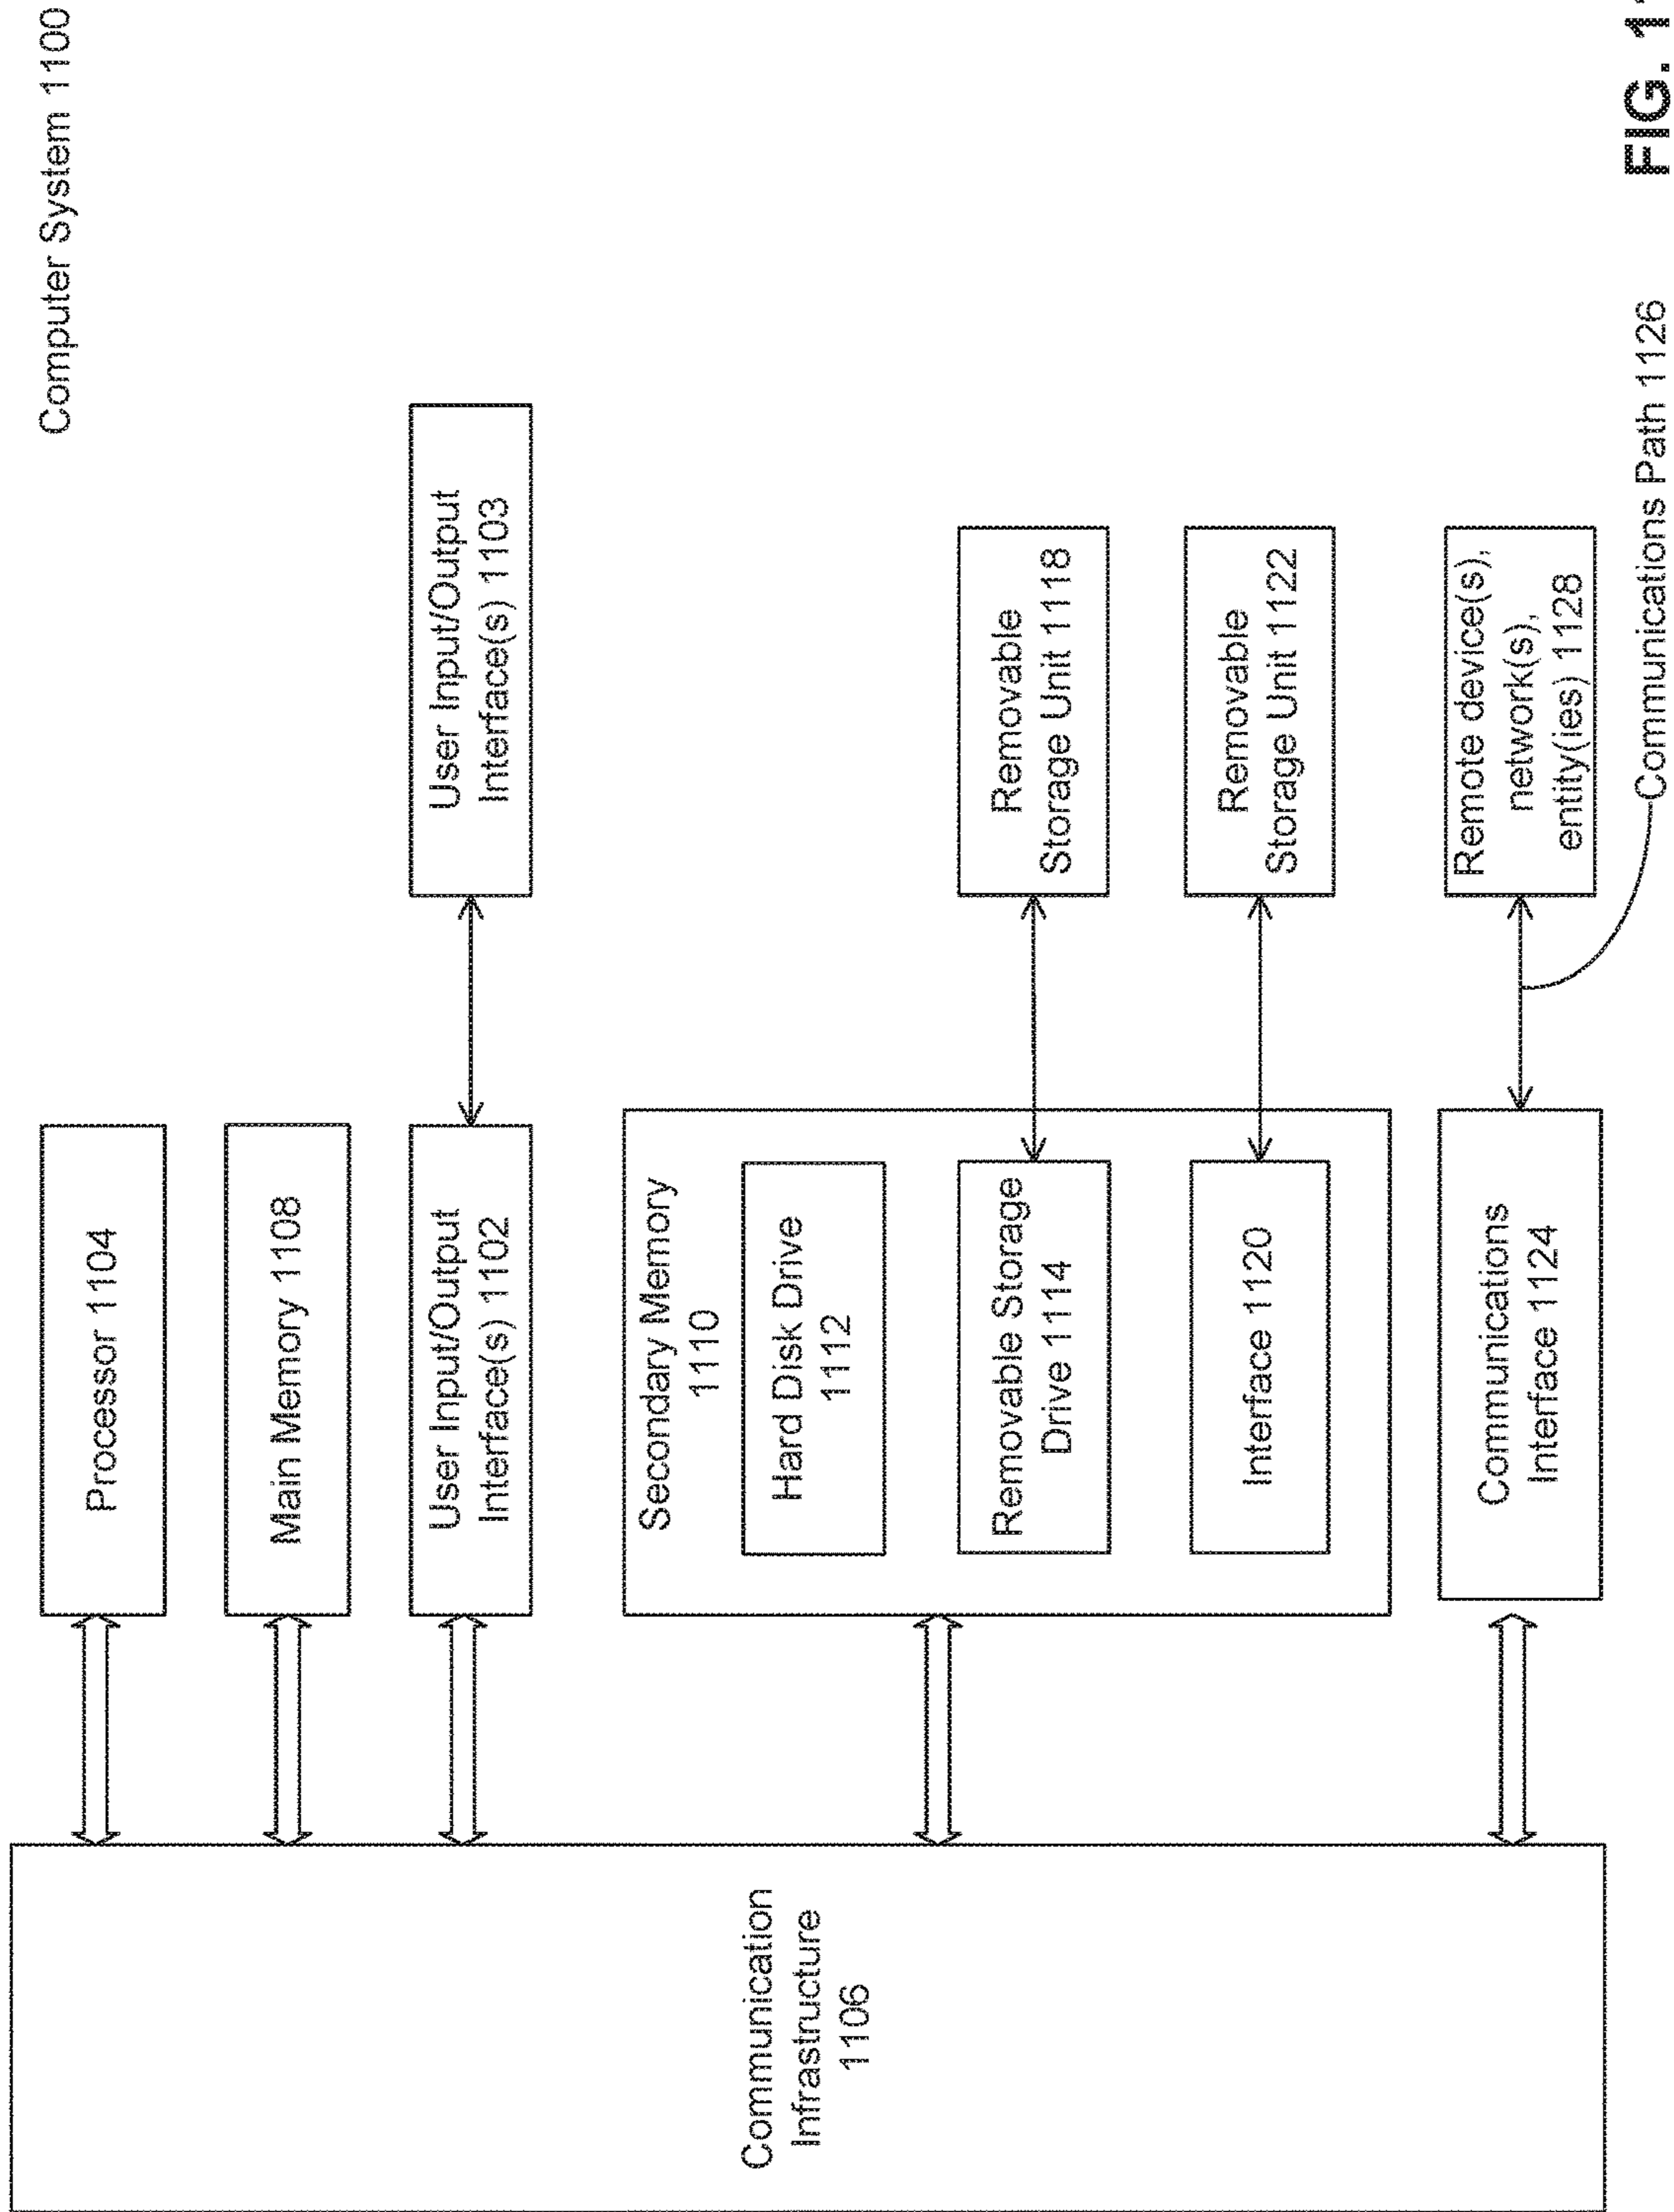 Computer System 1100
Processor 1104
Main Memory 1108
User Input/Output
Interface(s) 1102
User Input/Output
Interface(s) 1103
Communication
Infrastructure
1106
Secondary Memory
1110
Hard Disk Drive
1112
Removable Storage
Drive 1114
Removable
Storage Unit 1118
Interface 1120
Removable
Storage Unit 1122
Communications
Interface 1124
Remote device(s),
network(s),
entity(ies) 1128
Communications Path 1126
FIG. 11